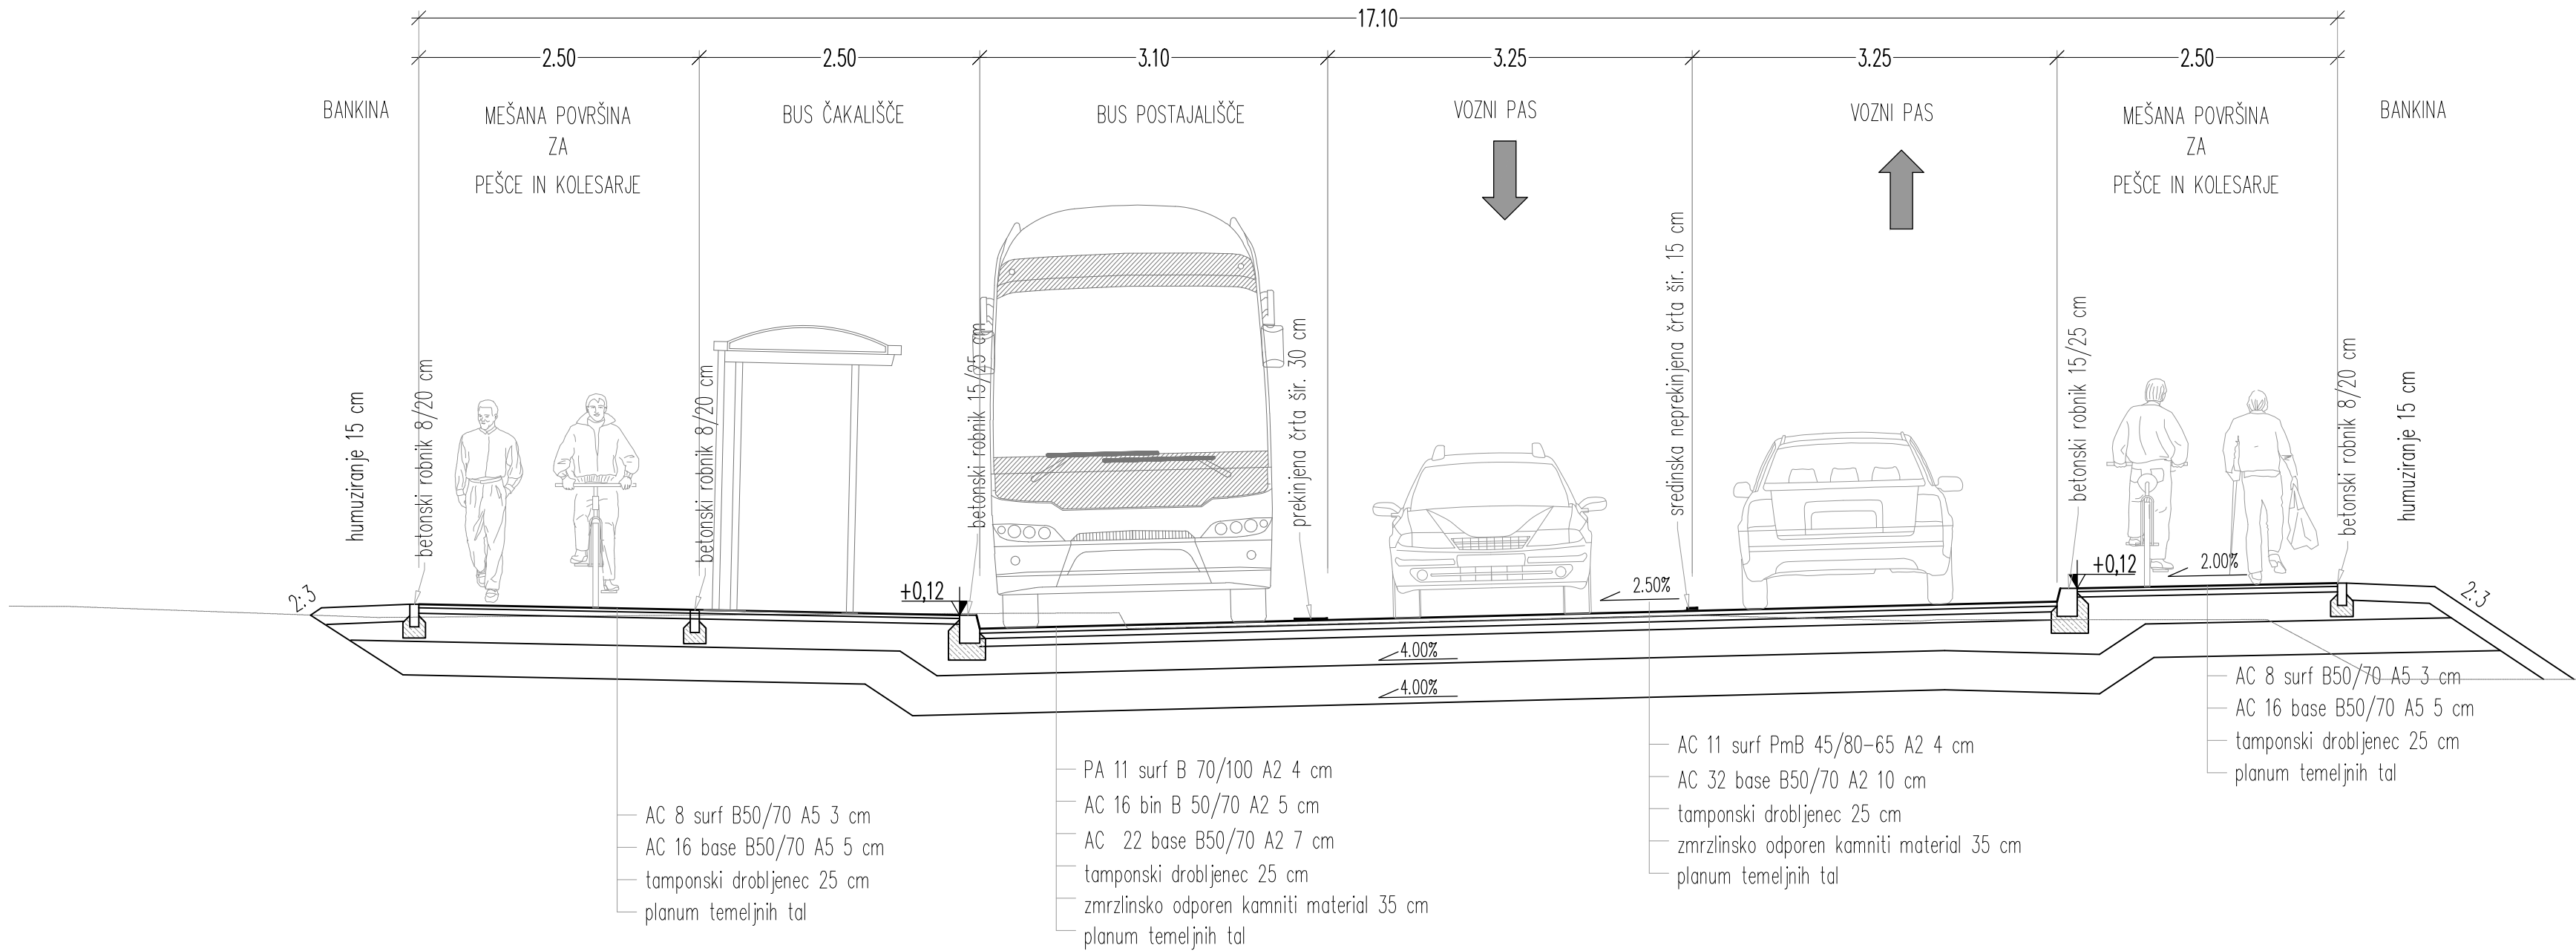 17.10
2.50
2.50
3.10
3.25
3.25
2.50
BANKINA
MEŠANA POVRŠINA
ZA
PEŠCE IN KOLESARJE
BUS ČAKALIŠČE
BUS POSTAJALIŠČE
VOZNI PAS
VOZNI PAS
MEŠANA POVRŠINA
ZA
PEŠCE IN KOLESARJE
BANKINA
humuziranje 15 cm
betonski robnik 8/20 cm
betonski robnik 8/20 cm
betonski robnik 15/25 cm
prekinjena črta šir. 30 cm
sredinska neprekinjena črta šir. 15 cm
betonski robnik 15/25 cm
betonski robnik 8/20 cm
humuziranje 15 cm
2:3
+0,12
2.50%
+0,12
2.00%
2:3
4.00%
4.00%
AC 8 surf B50/70 A5 3 cm
AC 16 base B50/70 A5 5 cm
tamponski drobljenec 25 cm
planum temeljnih tal
PA 11 surf B 70/100 A2 4 cm
AC 16 bin B 50/70 A2 5 cm
AC 22 base B50/70 A2 7 cm
tamponski drobljenec 25 cm
zmrzlinsko odporen kamniti material 35 cm
planum temeljnih tal
AC 11 surf PmB 45/80-65 A2 4 cm
AC 32 base B50/70 A2 10 cm
tamponski drobljenec 25 cm
zmrzlinsko odporen kamniti material 35 cm
planum temeljnih tal
AC 8 surf B50/70 A5 3 cm
AC 16 base B50/70 A5 5 cm
tamponski drobljenec 25 cm
planum temeljnih tal